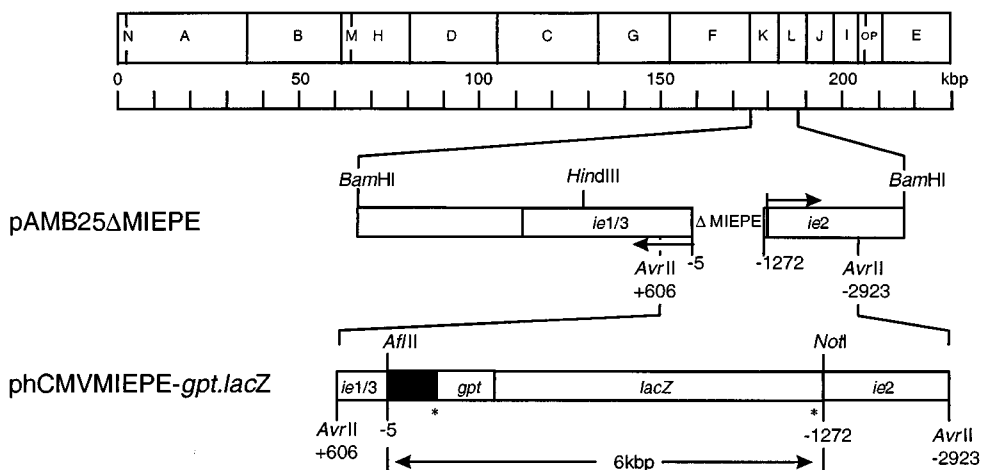 N A B M H D C G F K L J I OP E
0 50 100 150 200 kbp
BamHI HindIII BamHI
pAMB25ΔMIEPE ie1/3 Δ MIEPE ie2
AvrII -5 -1272 AvrII
+606 -2923
AflII NotI
phCMVMIEPE-gpt.lacZ ie1/3 gpt lacZ ie2
* *
AvrII -5 -1272 AvrII
+606 -2923
6kbp